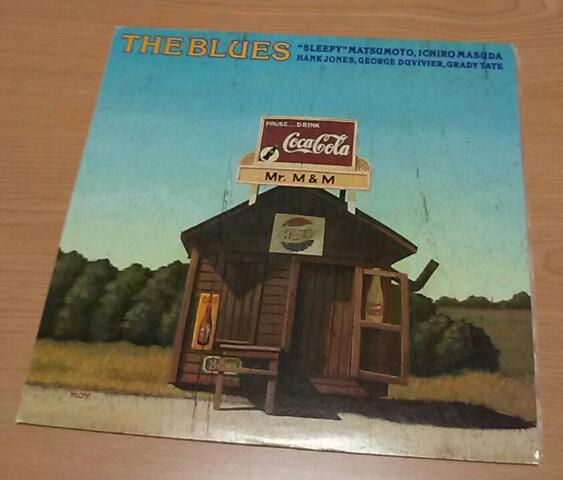 THE BLUES
"SLEEPY" MATSUMOTO, ICHIRO MASUDA
HANK JONES, GEORGE DUVIVIER, GRADY TATE
PAUSE...DRINK
Coca-Cola
Mr. M & M